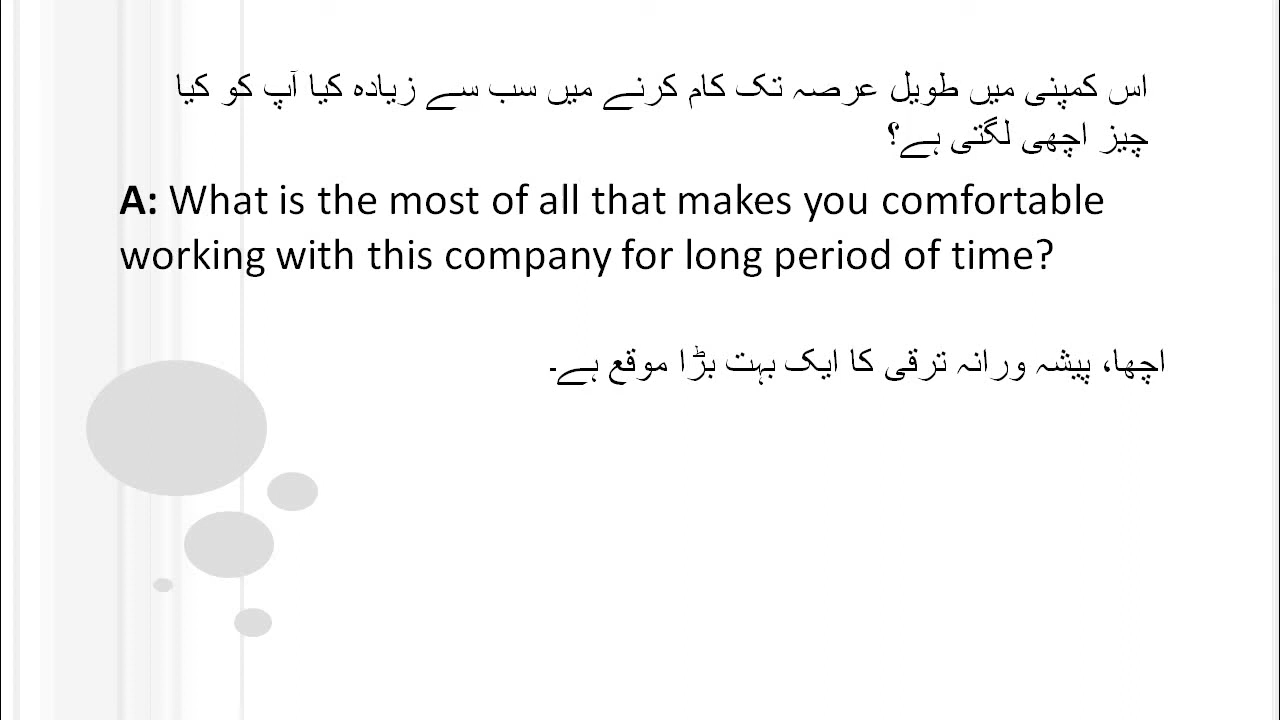 اس کمپنی میں طویل عرصہ تک کام کرنے میں سب سے زیادہ کیا آپ کو کیا
چیز اچھی لگتی ہے؟
A: What is the most of all that makes you comfortable
working with this company for long period of time?
اچھا، پیشہ ورانہ ترقی کا ایک بہت بڑا موقع ہے۔